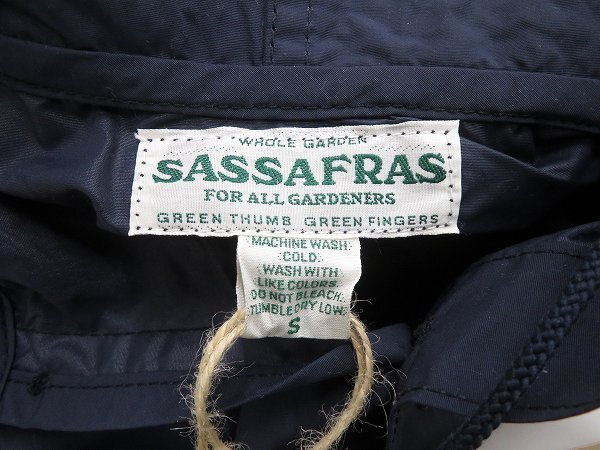 WHOLE GARDEN
SASSAFRAS
FOR ALL GARDENERS
GREEN THUMB GREEN FINGERS
MACHINE WASH
COLD.
WASH WITH
LIKE COLORS.
DO NOT BLEACH.
TUMBLE DRY LOW.
S